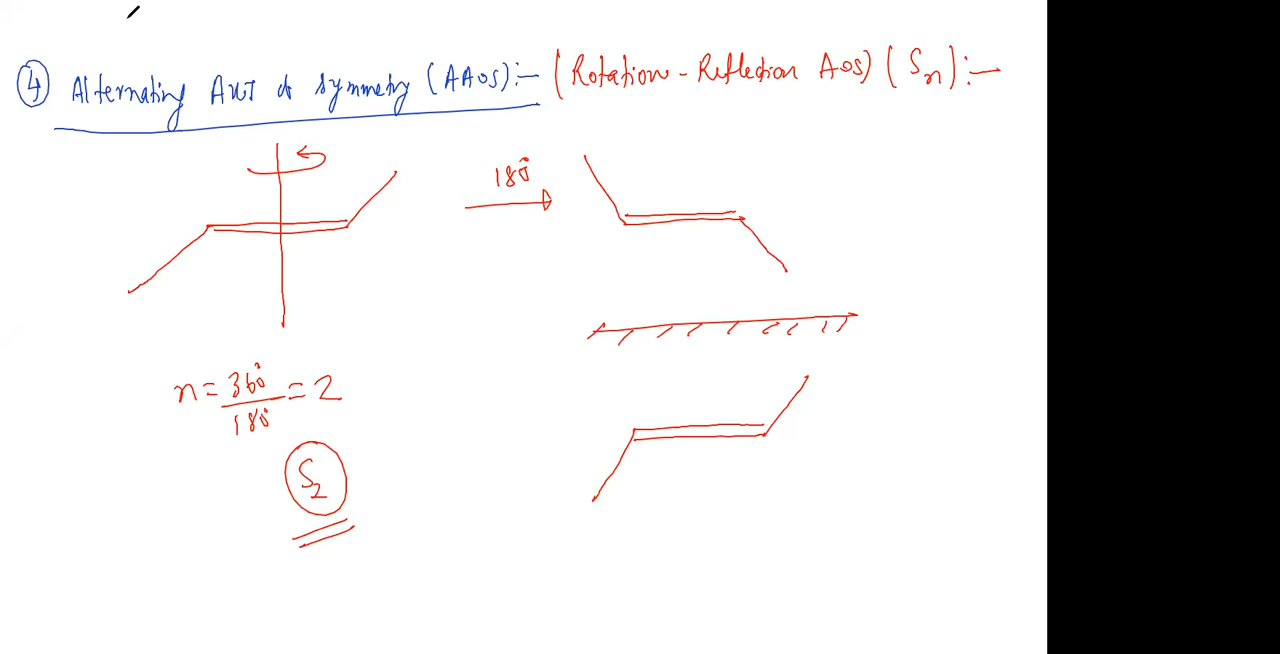 4 Alternating Axis of Symmetry (AAOS):- (Rotation - Reflection AOS) (Sn):-
180°
n = 360°/180° = 2
S2